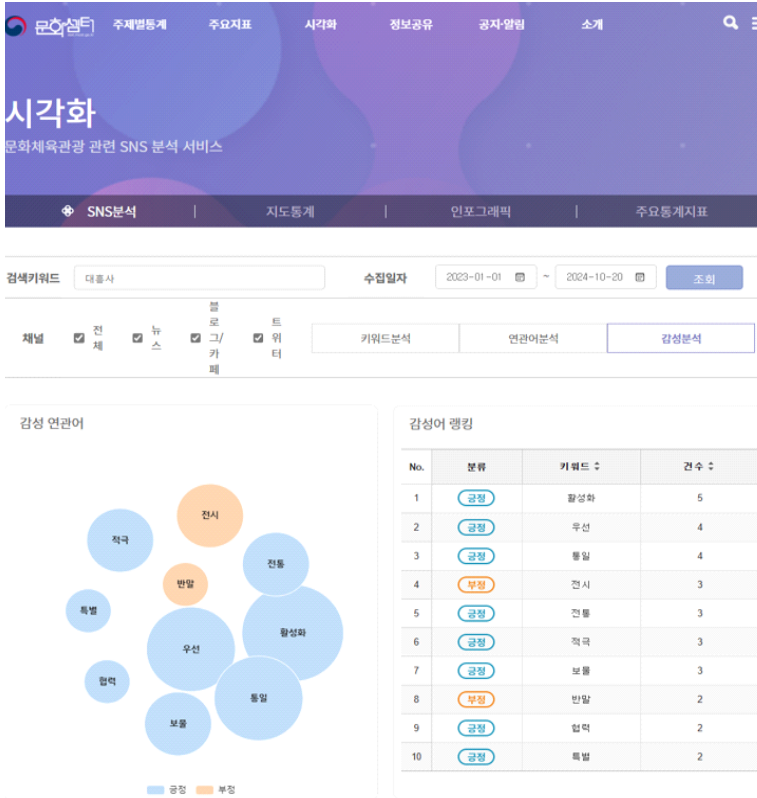 문화셈터 주제별통계 주요지표 시각화 정보공유 공지·알림 소개
시각화
문화체육관광 관련 SNS 분석 서비스
SNS분석 | 지도통계 | 인포그래픽 | 주요통계지표
검색키워드 대흥사 수집일자 2023-01-01 ~ 2024-10-20 조회
채널 전체 뉴스 블로그/카페 트위터 키워드분석 연관어분석 감성분석
감성 연관어
전시
적극
전통
반말
특별
활성화
우선
협력
통일
보물
긍정 부정
감성어 랭킹
No. 분류 키워드 건수
1 긍정 활성화 5
2 긍정 우선 4
3 긍정 통일 4
4 부정 전시 3
5 긍정 전통 3
6 긍정 적극 3
7 긍정 보물 3
8 부정 반말 2
9 긍정 협력 2
10 긍정 특별 2